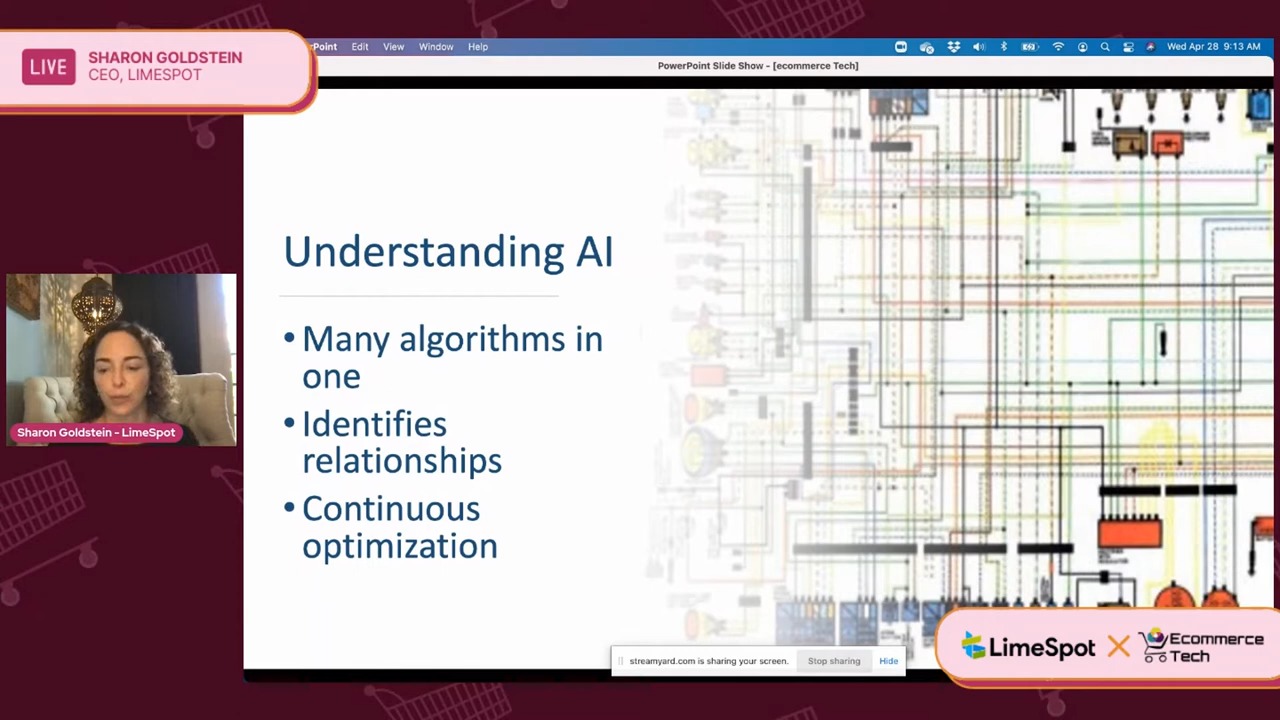 LIVE
SHARON GOLDSTEIN
CEO, LIMESPOT
Point Edit View Window Help
Wed Apr 28 9:13 AM
PowerPoint Slide Show - [ecommerce Tech]
Understanding AI
• Many algorithms in
one
• Identifies
relationships
• Continuous
optimization
Sharon Goldstein - LimeSpot
streamyard.com is sharing your screen.
Stop sharing
Hide
LimeSpot
Ecommerce
Tech